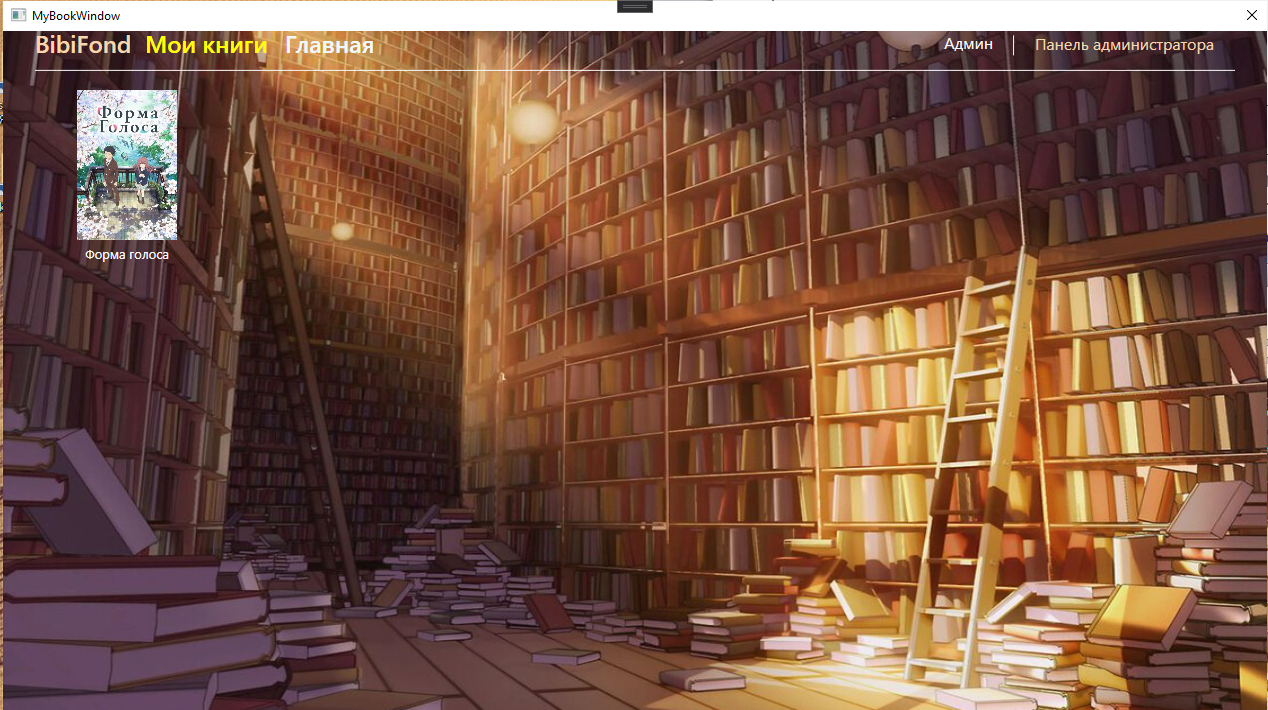 MyBookWindow
BibiFond Мои книги Главная Админ Панель администратора
Форма
Голоса
Форма голоса